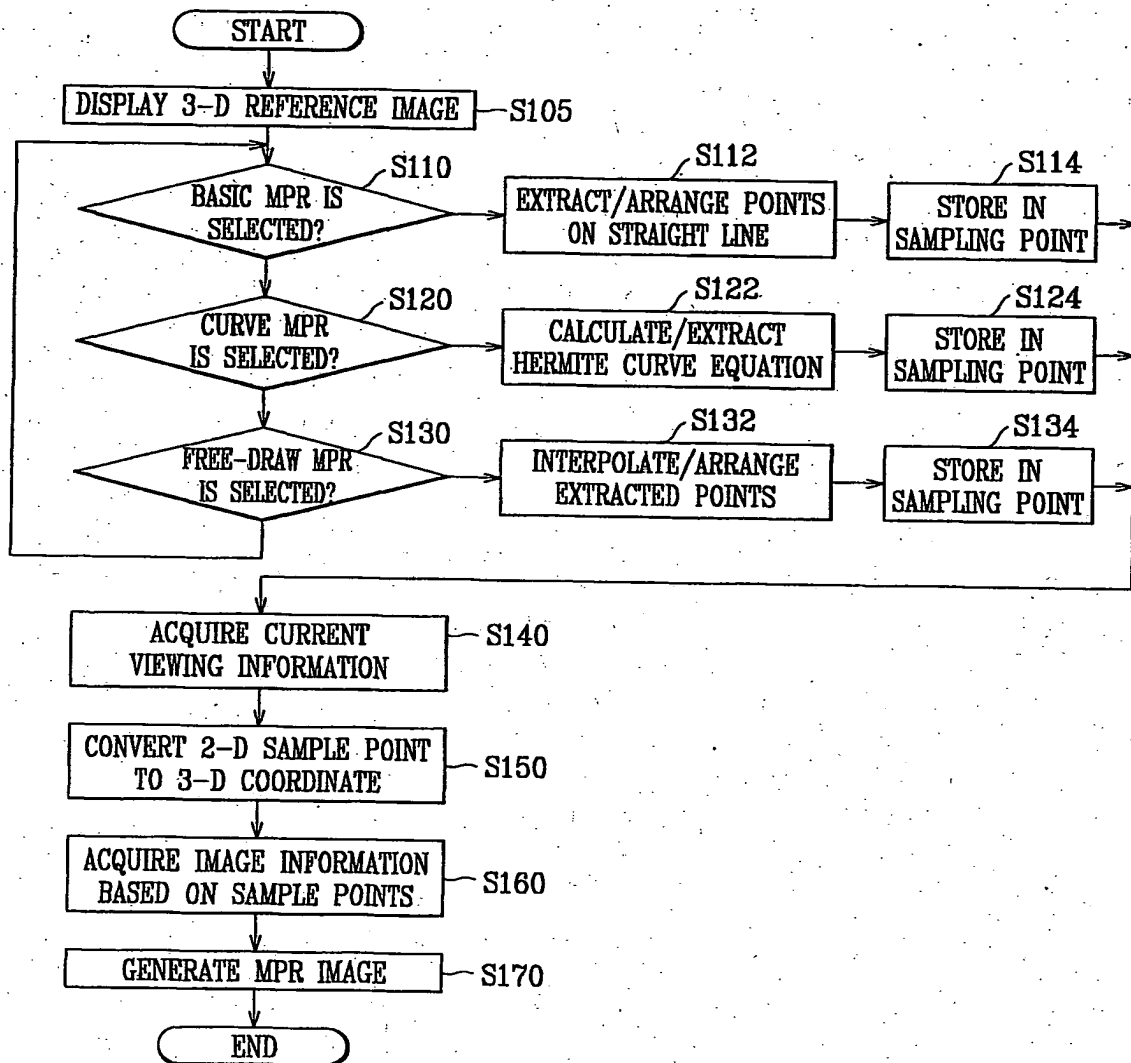 START
DISPLAY 3-D REFERENCE IMAGE
S105
S110
BASIC MPR IS
SELECTED?
S112
EXTRACT/ARRANGE POINTS
ON STRAIGHT LINE
S114
STORE IN
SAMPLING POINT
S120
CURVE MPR
IS SELECTED?
S122
CALCULATE/EXTRACT
HERMITE CURVE EQUATION
S124
STORE IN
SAMPLING POINT
S130
FREE-DRAW MPR
IS SELECTED?
S132
INTERPOLATE/ARRANGE
EXTRACTED POINTS
S134
STORE IN
SAMPLING POINT
ACQUIRE CURRENT
VIEWING INFORMATION
S140
CONVERT 2-D SAMPLE POINT
TO 3-D COORDINATE
S150
ACQUIRE IMAGE INFORMATION
BASED ON SAMPLE POINTS
S160
GENERATE MPR IMAGE
S170
END